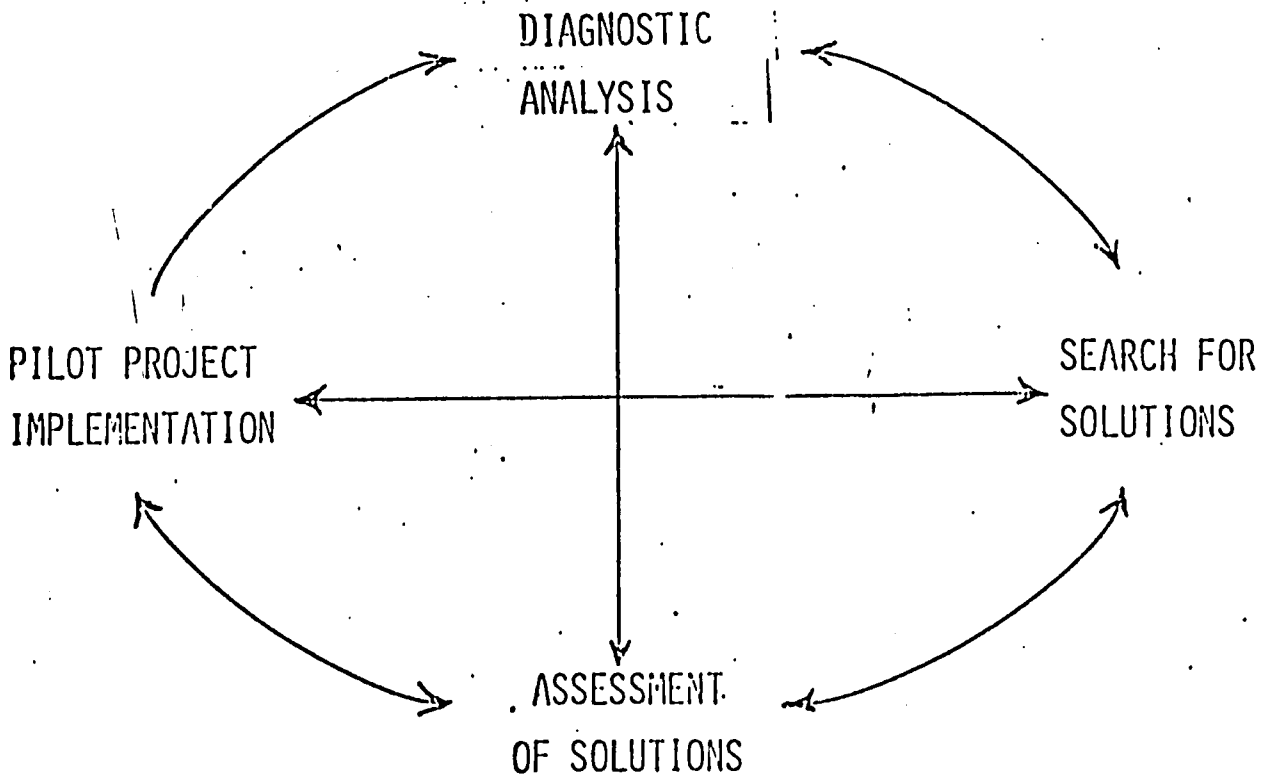 DIAGNOSTIC
ANALYSIS
PILOT PROJECT
IMPLEMENTATION
SEARCH FOR
SOLUTIONS
ASSESSMENT
OF SOLUTIONS